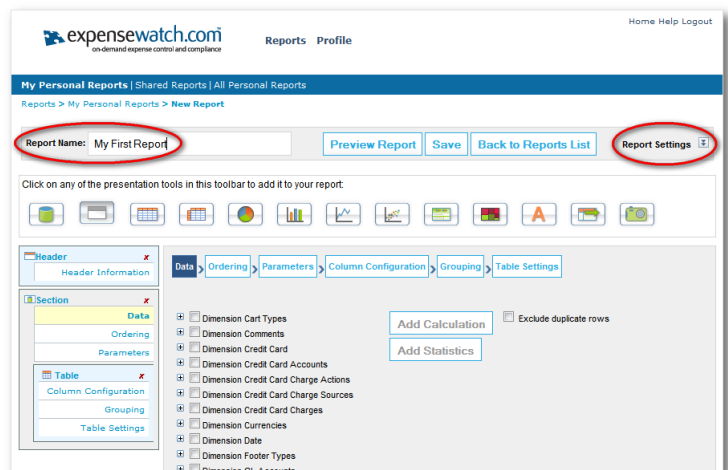 Home Help Logout
expensewatch.com
on-demand expense control and compliance
Reports Profile
My Personal Reports | Shared Reports | All Personal Reports
Reports > My Personal Reports > New Report
Report Name: My First Report Preview Report Save Back to Reports List Report Settings
Click on any of the presentation tools in this toolbar to add it to your report:
A
Header x
Header Information
Section x
Data
Ordering
Parameters
Table x
Column Configuration
Grouping
Table Settings
Data Ordering Parameters Column Configuration Grouping Table Settings
Dimension Cart Types
Dimension Comments
Dimension Credit Card
Dimension Credit Card Accounts
Dimension Credit Card Charge Actions
Dimension Credit Card Charge Sources
Dimension Credit Card Charges
Dimension Currencies
Dimension Date
Dimension Footer Types
Dimension GL Accounts
Add Calculation
Add Statistics
Exclude duplicate rows